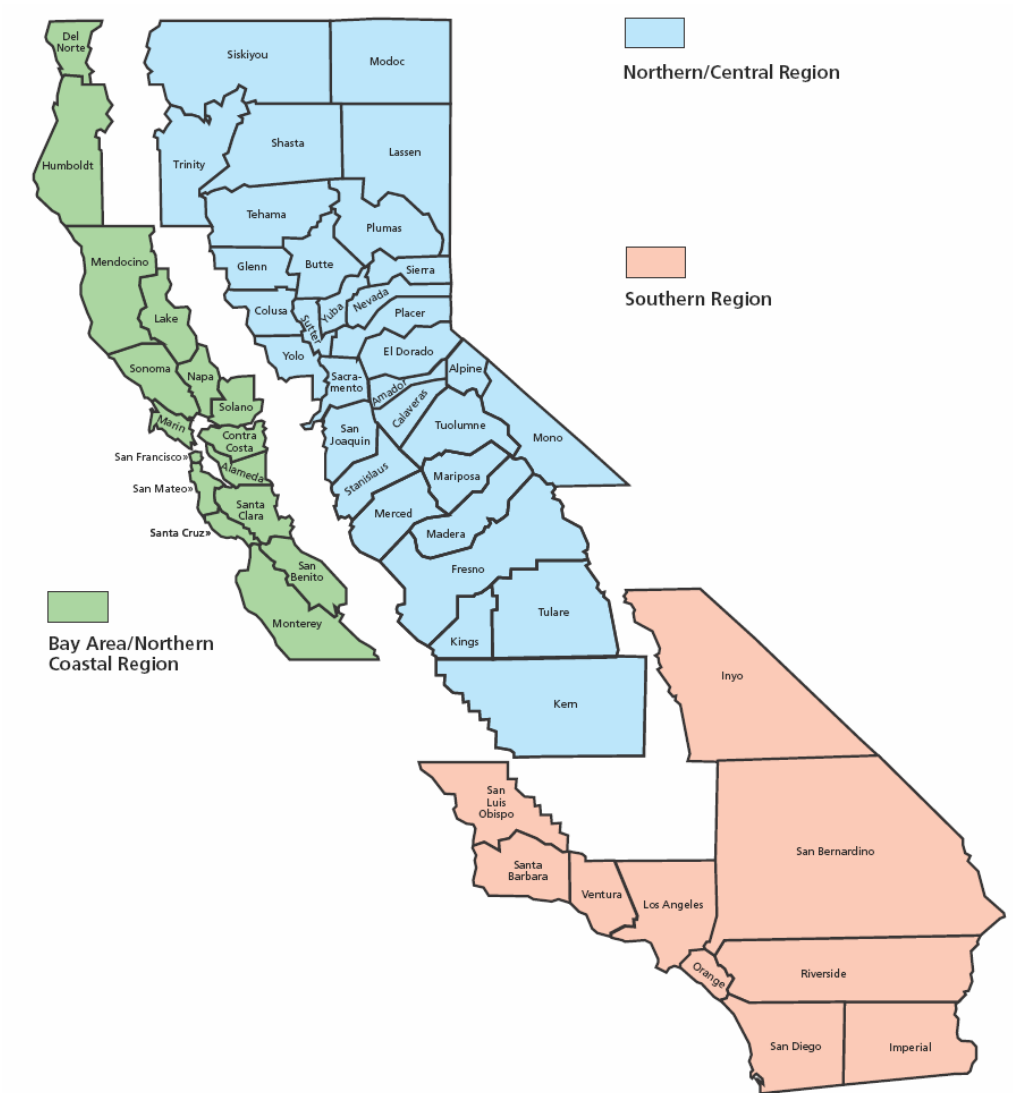 Del
Norte
Siskiyou
Modoc
Northern/Central Region
Humboldt
Trinity
Shasta
Lassen
Tehama
Plumas
Mendocino
Glenn
Butte
Sierra
Southern Region
Lake
Colusa
Sutter
Yuba
Nevada
Placer
Sonoma
Napa
Yolo
El Dorado
Alpine
Solano
Sacra-
mento
Amador
Calaveras
Marin
Contra
Costa
San
Joaquin
Tuolumne
Mono
San Francisco»
Alameda
Stanislaus
Mariposa
San Mateo»
Santa
Clara
Merced
Santa Cruz»
Madera
San
Benito
Fresno
Monterey
Kings
Tulare
Bay Area/Northern
Coastal Region
Inyo
Kern
San
Luis
Obispo
Santa
Barbara
Ventura
Los Angeles
San Bernardino
Orange
Riverside
San Diego
Imperial